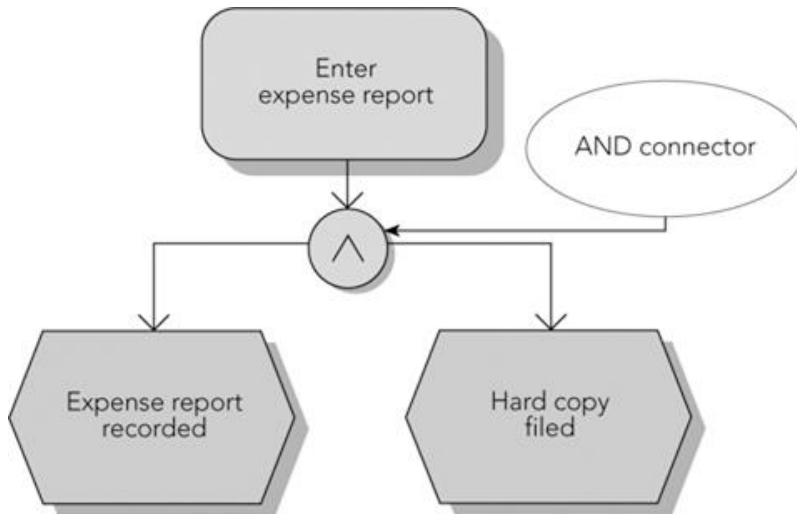 Enter
expense report
AND connector
Expense report
recorded
Hard copy
filed